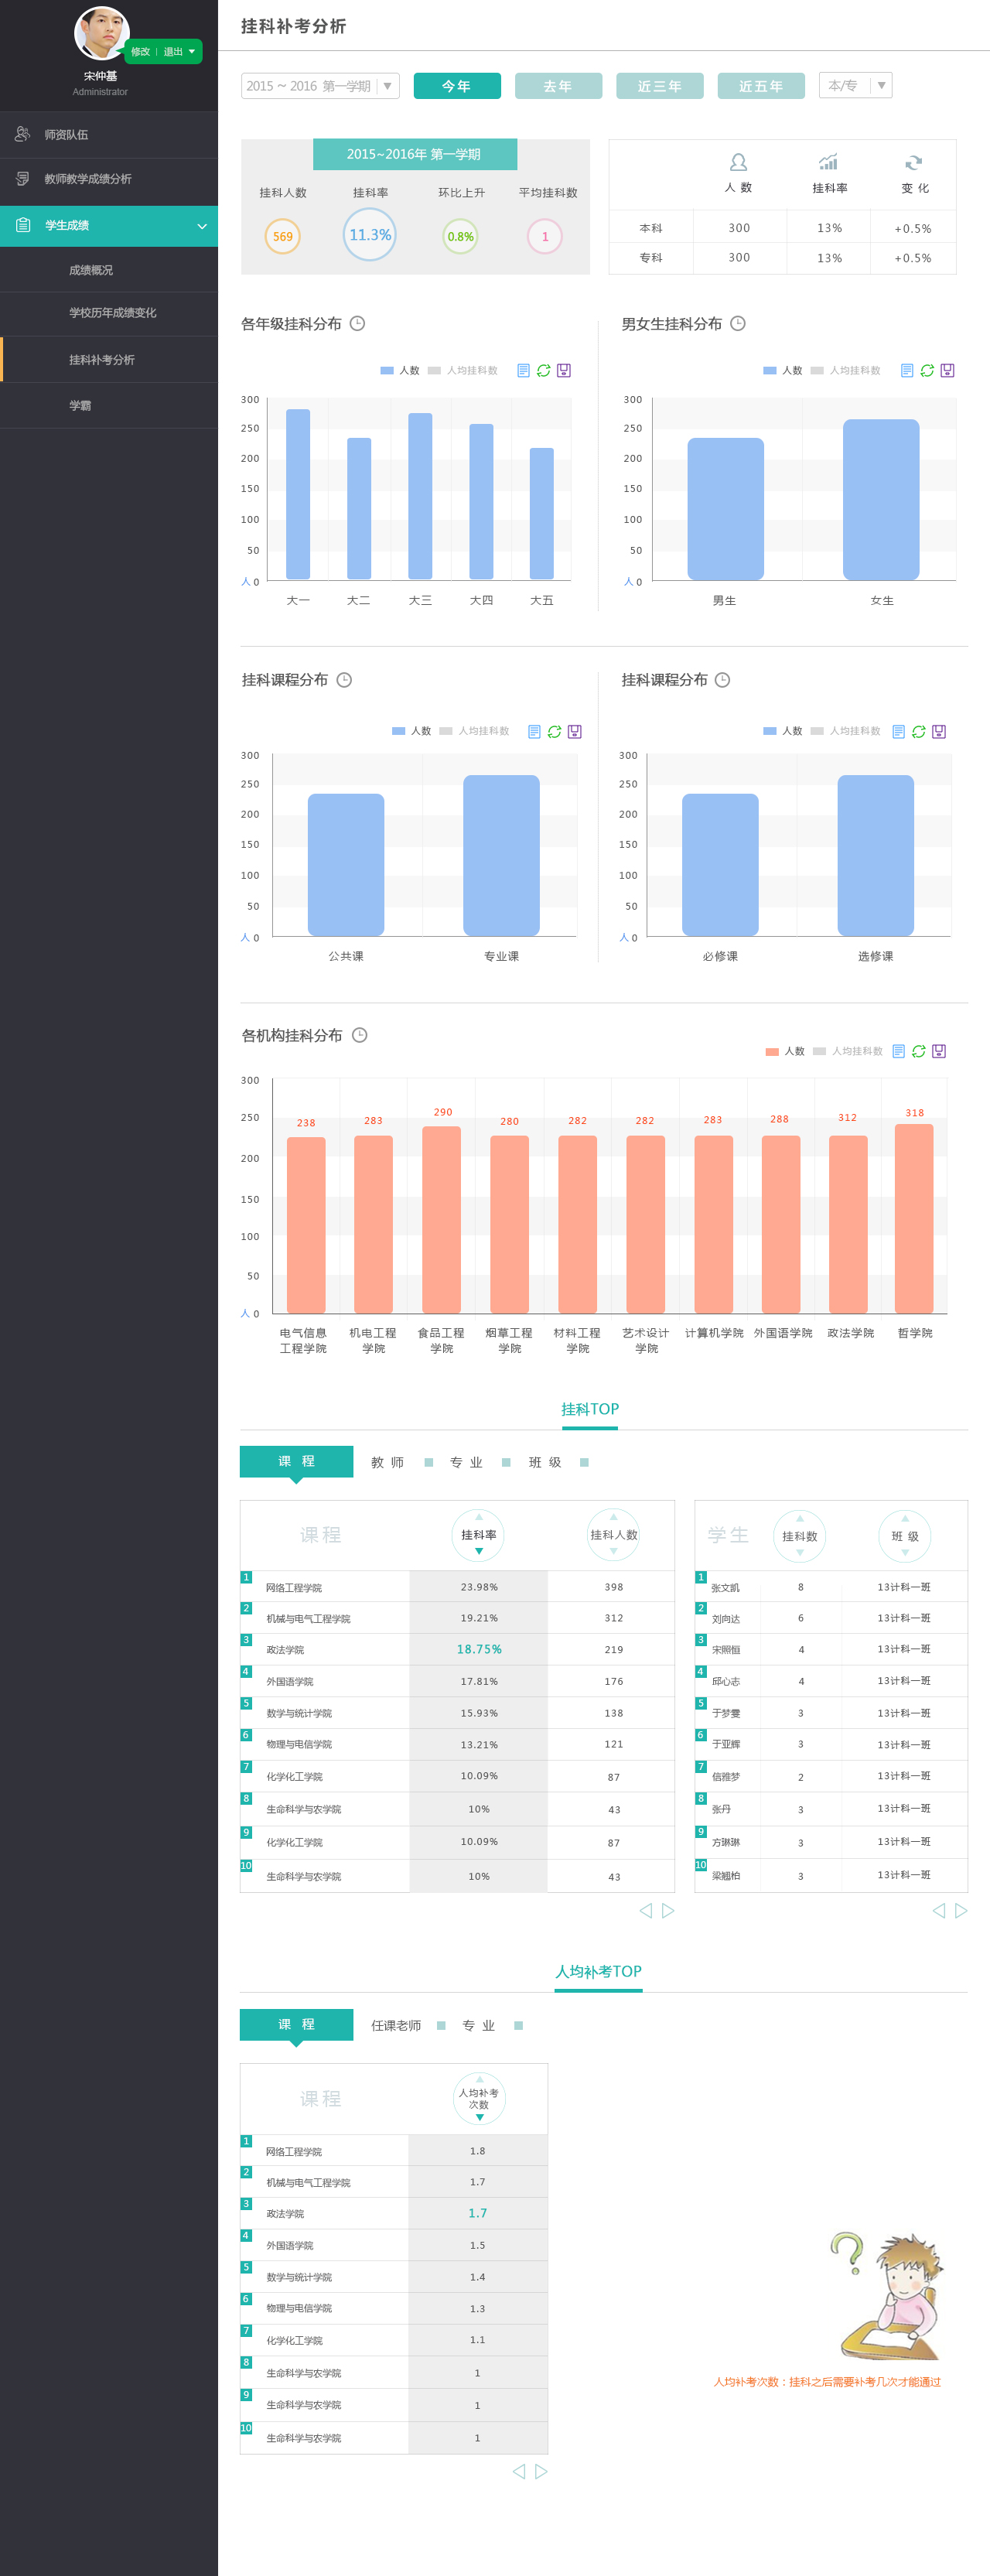 修改 | 退出
宋仲基
Administrator
师资队伍
教师教学成绩分析
学生成绩
成绩概况
学校历年成绩变化
挂科补考分析
学霸
挂科补考分析
2015 ~ 2016 第一学期
今年
去年
近三年
近五年
本/专
2015~2016年 第一学期
挂科人数 挂科率 环比上升 平均挂科数
569 11.3% 0.8% 1
人 数 挂科率 变 化
本科 300 13% +0.5%
专科 300 13% +0.5%
各年级挂科分布
人数 人均挂科数
300
250
200
150
100
50
人 0
大一 大二 大三 大四 大五
男女生挂科分布
人数 人均挂科数
300
250
200
150
100
50
人 0
男生 女生
挂科课程分布
人数 人均挂科数
300
250
200
150
100
50
人 0
公共课 专业课
挂科课程分布
人数 人均挂科数
300
250
200
150
100
50
人 0
必修课 选修课
各机构挂科分布
人数 人均挂科数
300
250
200
150
100
50
人 0
238 283 290 280 282 282 283 288 312 318
电气信息 机电工程 食品工程 烟草工程 材料工程 艺术设计 计算机学院 外国语学院 政法学院 哲学院
工程学院 学院 学院 学院 学院 学院
挂科TOP
课 程 教 师 专 业 班 级
课程 挂科率 挂科人数
1 网络工程学院 23.98% 398
2 机械与电气工程学院 19.21% 312
3 政法学院 18.75% 219
4 外国语学院 17.81% 176
5 数学与统计学院 15.93% 138
6 物理与电信学院 13.21% 121
7 化学化工学院 10.09% 87
8 生命科学与农学院 10% 43
9 化学化工学院 10.09% 87
10 生命科学与农学院 10% 43
学生 挂科数 班 级
1 张文凯 8 13计科一班
2 刘向达 6 13计科一班
3 宋照恒 4 13计科一班
4 邱心志 4 13计科一班
5 于梦雯 3 13计科一班
6 于亚辉 3 13计科一班
7 信雅梦 2 13计科一班
8 张丹 3 13计科一班
9 方琳琳 3 13计科一班
10 梁翘柏 3 13计科一班
人均补考TOP
课 程 任课老师 专 业
课程 人均补考
次数
1 网络工程学院 1.8
2 机械与电气工程学院 1.7
3 政法学院 1.7
4 外国语学院 1.5
5 数学与统计学院 1.4
6 物理与电信学院 1.3
7 化学化工学院 1.1
8 生命科学与农学院 1
9 生命科学与农学院 1
10 生命科学与农学院 1
人均补考次数：挂科之后需要补考几次才能通过